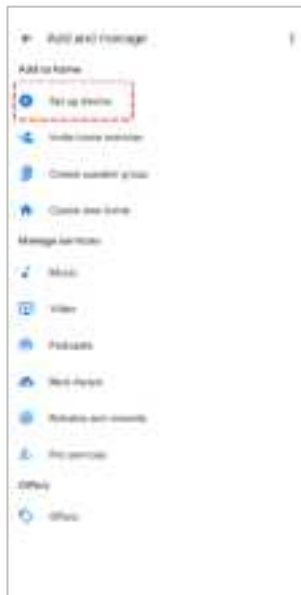 Add and manage
Add to home
Set up device
Invite home member
Create speaker group
Create new home
Manage services
Music
Video
Podcasts
Offers
Offers